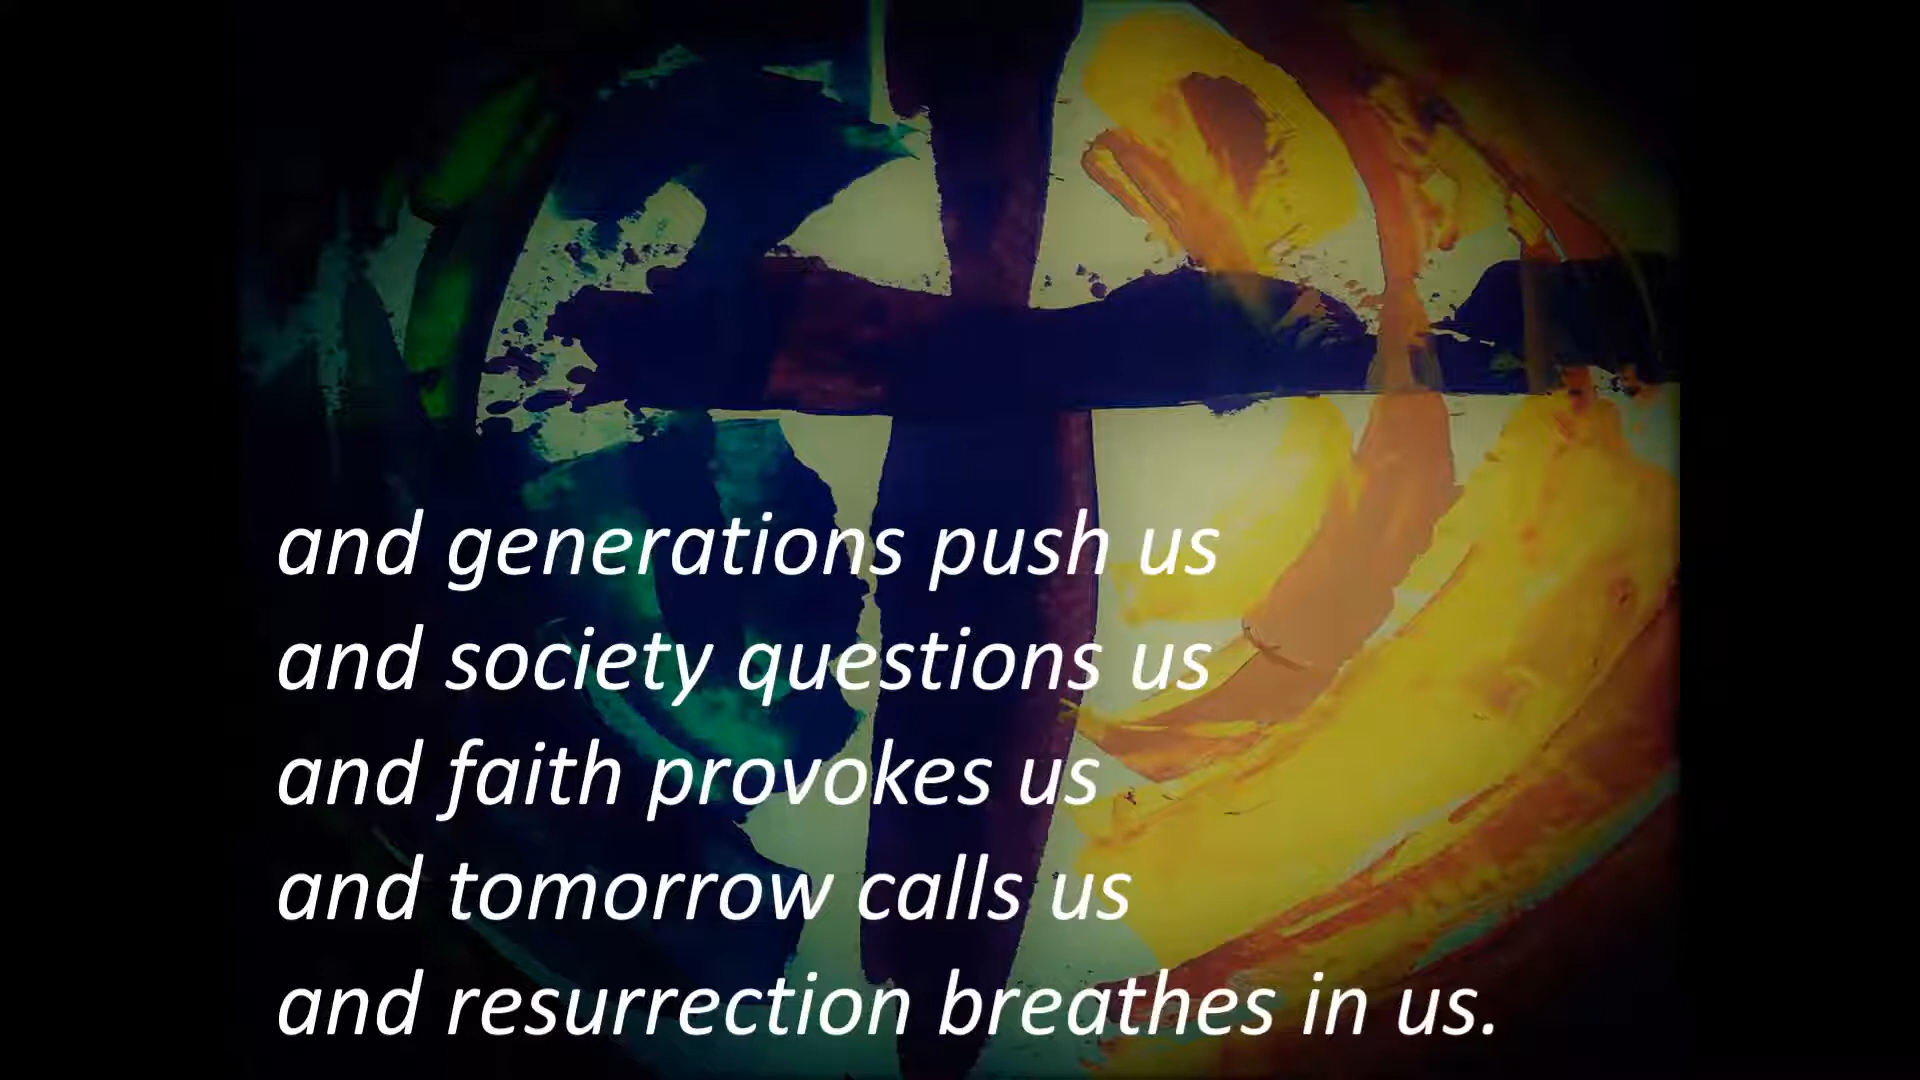 and generations push us
and society questions us
and faith provokes us
and tomorrow calls us
and resurrection breathes in us.